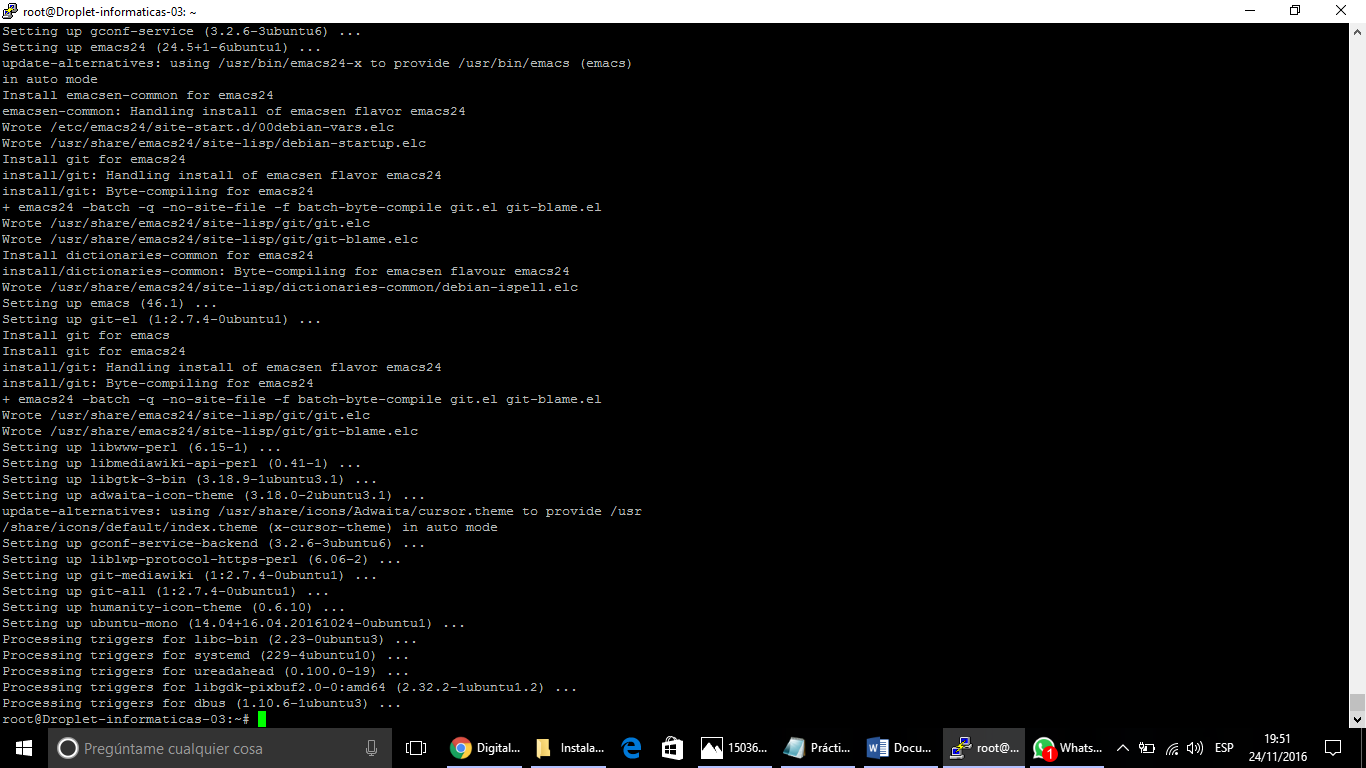 root@Droplet-informaticas-03: ~
Setting up gconf-service (3.2.6-3ubuntu6) ...
Setting up emacs24 (24.5+1-6ubuntu1) ...
update-alternatives: using /usr/bin/emacs24-x to provide /usr/bin/emacs (emacs)
in auto mode
Install emacsen-common for emacs24
emacsen-common: Handling install of emacsen flavor emacs24
Wrote /etc/emacs24/site-start.d/00debian-vars.elc
Wrote /usr/share/emacs24/site-lisp/debian-startup.elc
Install git for emacs24
install/git: Handling install of emacsen flavor emacs24
install/git: Byte-compiling for emacs24
+ emacs24 -batch -q -no-site-file -f batch-byte-compile git.el git-blame.el
Wrote /usr/share/emacs24/site-lisp/git/git.elc
Wrote /usr/share/emacs24/site-lisp/git/git-blame.elc
Install dictionaries-common for emacs24
install/dictionaries-common: Byte-compiling for emacsen flavour emacs24
Wrote /usr/share/emacs24/site-lisp/dictionaries-common/debian-ispell.elc
Setting up emacs (46.1) ...
Setting up git-el (1:2.7.4-0ubuntu1) ...
Install git for emacs
Install git for emacs24
install/git: Handling install of emacsen flavor emacs24
install/git: Byte-compiling for emacs24
+ emacs24 -batch -q -no-site-file -f batch-byte-compile git.el git-blame.el
Wrote /usr/share/emacs24/site-lisp/git/git.elc
Wrote /usr/share/emacs24/site-lisp/git/git-blame.elc
Setting up libwww-perl (6.15-1) ...
Setting up libmediawiki-api-perl (0.41-1) ...
Setting up libgtk-3-bin (3.18.9-1ubuntu3.1) ...
Setting up adwaita-icon-theme (3.18.0-2ubuntu3.1) ...
update-alternatives: using /usr/share/icons/Adwaita/cursor.theme to provide /usr
/share/icons/default/index.theme (x-cursor-theme) in auto mode
Setting up gconf-service-backend (3.2.6-3ubuntu6) ...
Setting up liblwp-protocol-https-perl (6.06-2) ...
Setting up git-mediawiki (1:2.7.4-0ubuntu1) ...
Setting up git-all (1:2.7.4-0ubuntu1) ...
Setting up humanity-icon-theme (0.6.10) ...
Setting up ubuntu-mono (14.04+16.04.20161024-0ubuntu1) ...
Processing triggers for libc-bin (2.23-0ubuntu3) ...
Processing triggers for systemd (229-4ubuntu10) ...
Processing triggers for ureadahead (0.100.0-19) ...
Processing triggers for libgdk-pixbuf2.0-0:amd64 (2.32.2-1ubuntu1.2) ...
Processing triggers for dbus (1.10.6-1ubuntu3) ...
root@Droplet-informaticas-03:~#
Pregúntame cualquier cosa
Digital...
Instala...
15036...
Prácti...
Docu...
root@...
1
Whats...
ESP
19:51
24/11/2016